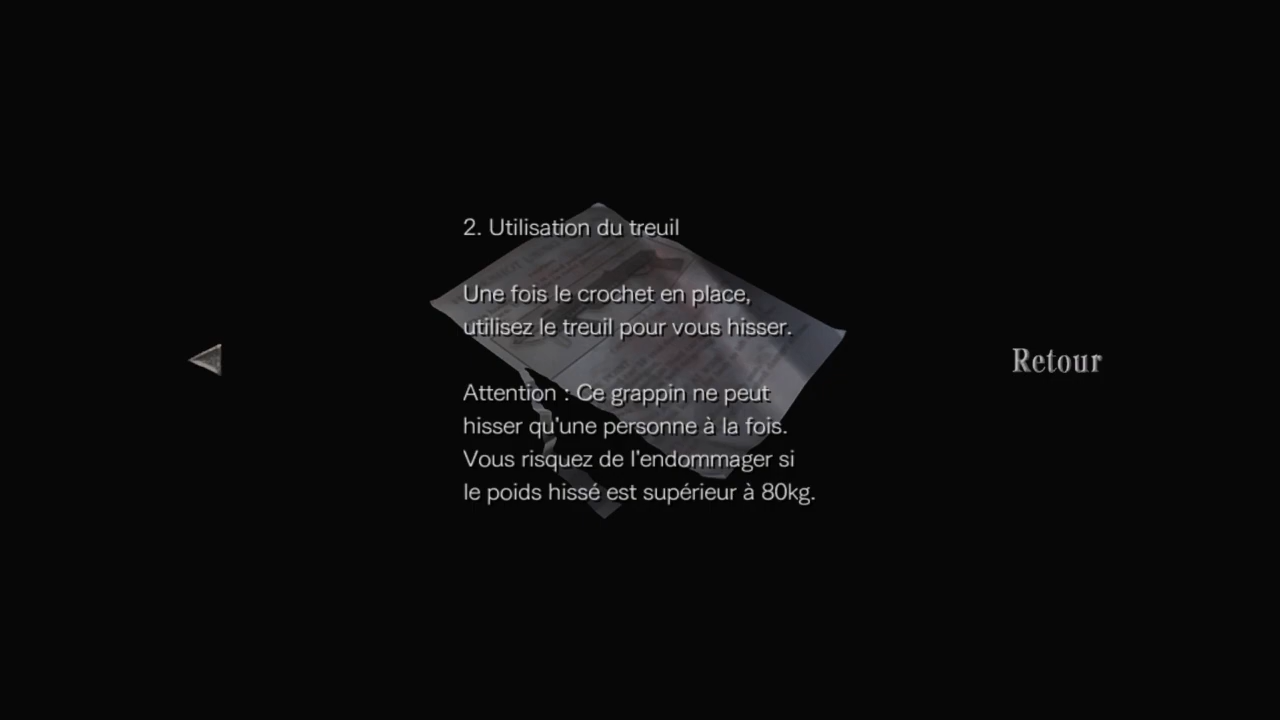 2. Utilisation du treuil
Une fois le crochet en place,
utilisez le treuil pour vous hisser.
Attention : Ce grappin ne peut
hisser qu'une personne à la fois.
Vous risquez de l'endommager si
le poids hissé est supérieur à 80kg.
Retour